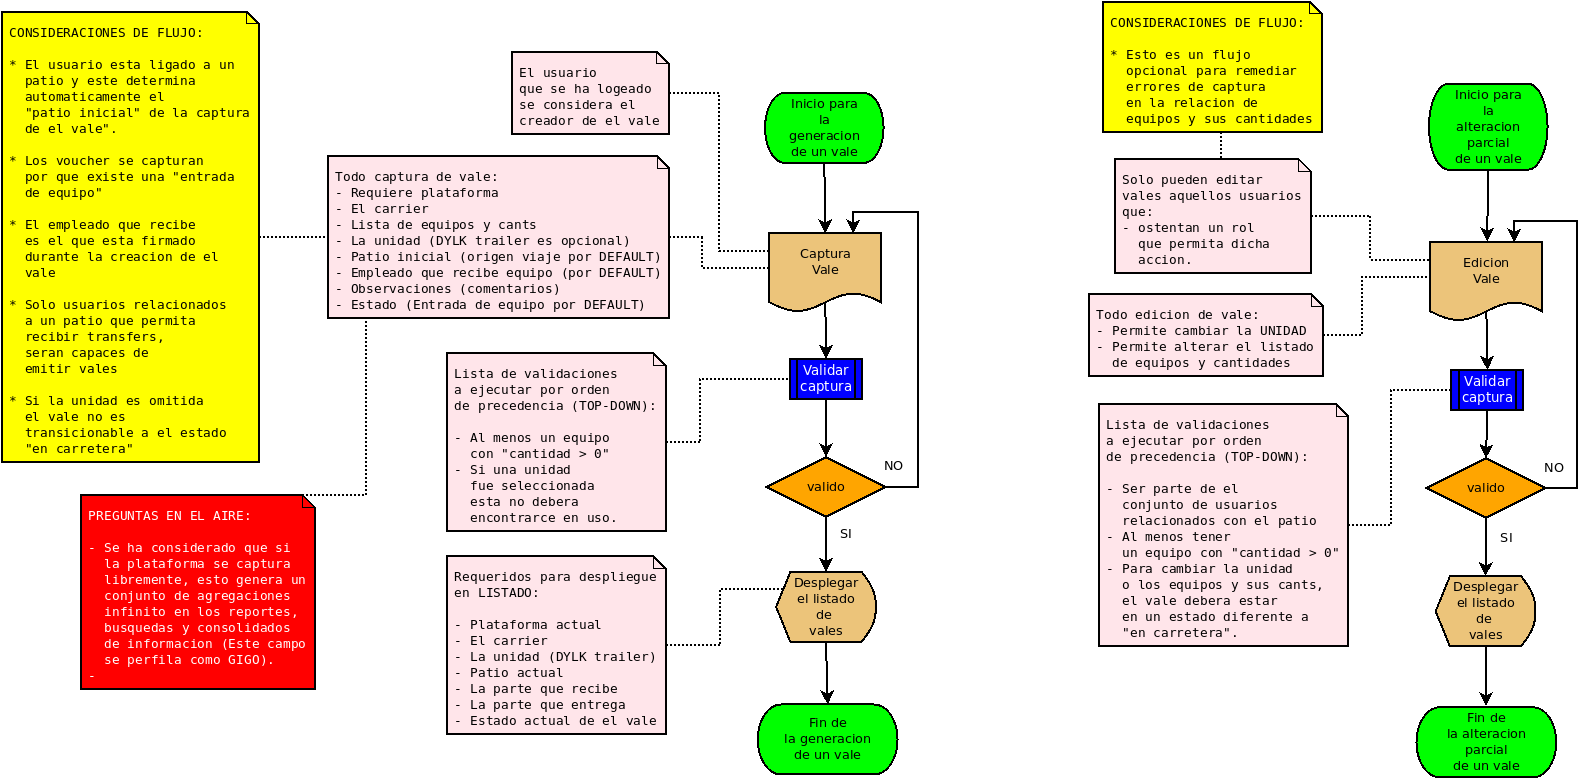 CONSIDERACIONES DE FLUJO:
* El usuario esta ligado a un
patio y este determina
automaticamente el
"patio inicial" de la captura
de el vale".
* Los voucher se capturan
por que existe una "entrada
de equipo"
* El empleado que recibe
es el que esta firmado
durante la creacion de el
vale
* Solo usuarios relacionados
a un patio que permita
recibir transfers,
seran capaces de
emitir vales
* Si la unidad es omitida
el vale no es
transicionable a el estado
"en carretera"
PREGUNTAS EN EL AIRE:
- Se ha considerado que si
la plataforma se captura
libremente, esto genera un
conjunto de agregaciones
infinito en los reportes,
busquedas y consolidados
de informacion (Este campo
se perfila como GIGO).
-
El usuario
que se ha logeado
se considera el
creador de el vale
Todo captura de vale:
- Requiere plataforma
- El carrier
- Lista de equipos y cants
- La unidad (DYLK trailer es opcional)
- Patio inicial (origen viaje por DEFAULT)
- Empleado que recibe equipo (por DEFAULT)
- Observaciones (comentarios)
- Estado (Entrada de equipo por DEFAULT)
Lista de validaciones
a ejecutar por orden
de precedencia (TOP-DOWN):
- Al menos un equipo
con "cantidad > 0"
- Si una unidad
fue seleccionada
esta no debera
encontrarce en uso.
Requeridos para despliegue
en LISTADO:
- Plataforma actual
- El carrier
- La unidad (DYLK trailer)
- Patio actual
- La parte que recibe
- La parte que entrega
- Estado actual de el vale
Inicio para
la
generacion
de un vale
Captura
Vale
Validar
captura
valido
NO
SI
Desplegar
el listado
de
vales
Fin de
la generacion
de un vale
CONSIDERACIONES DE FLUJO:
* Esto es un flujo
opcional para remediar
errores de captura
en la relacion de
equipos y sus cantidades
Solo pueden editar
vales aquellos usuarios
que:
- ostentan un rol
que permita dicha
accion.
Todo edicion de vale:
- Permite cambiar la UNIDAD
- Permite alterar el listado
de equipos y cantidades
Lista de validaciones
a ejecutar por orden
de precedencia (TOP-DOWN):
- Ser parte de el
conjunto de usuarios
relacionados con el patio
- Al menos tener
un equipo con "cantidad > 0"
- Para cambiar la unidad
o los equipos y sus cants,
el vale debera estar
en un estado diferente a
"en carretera".
Inicio para
la
alteracion
parcial
de un vale
Edicion
Vale
Validar
captura
valido
NO
SI
Desplegar
el listado
de
vales
Fin de
la alteracion
parcial
de un vale